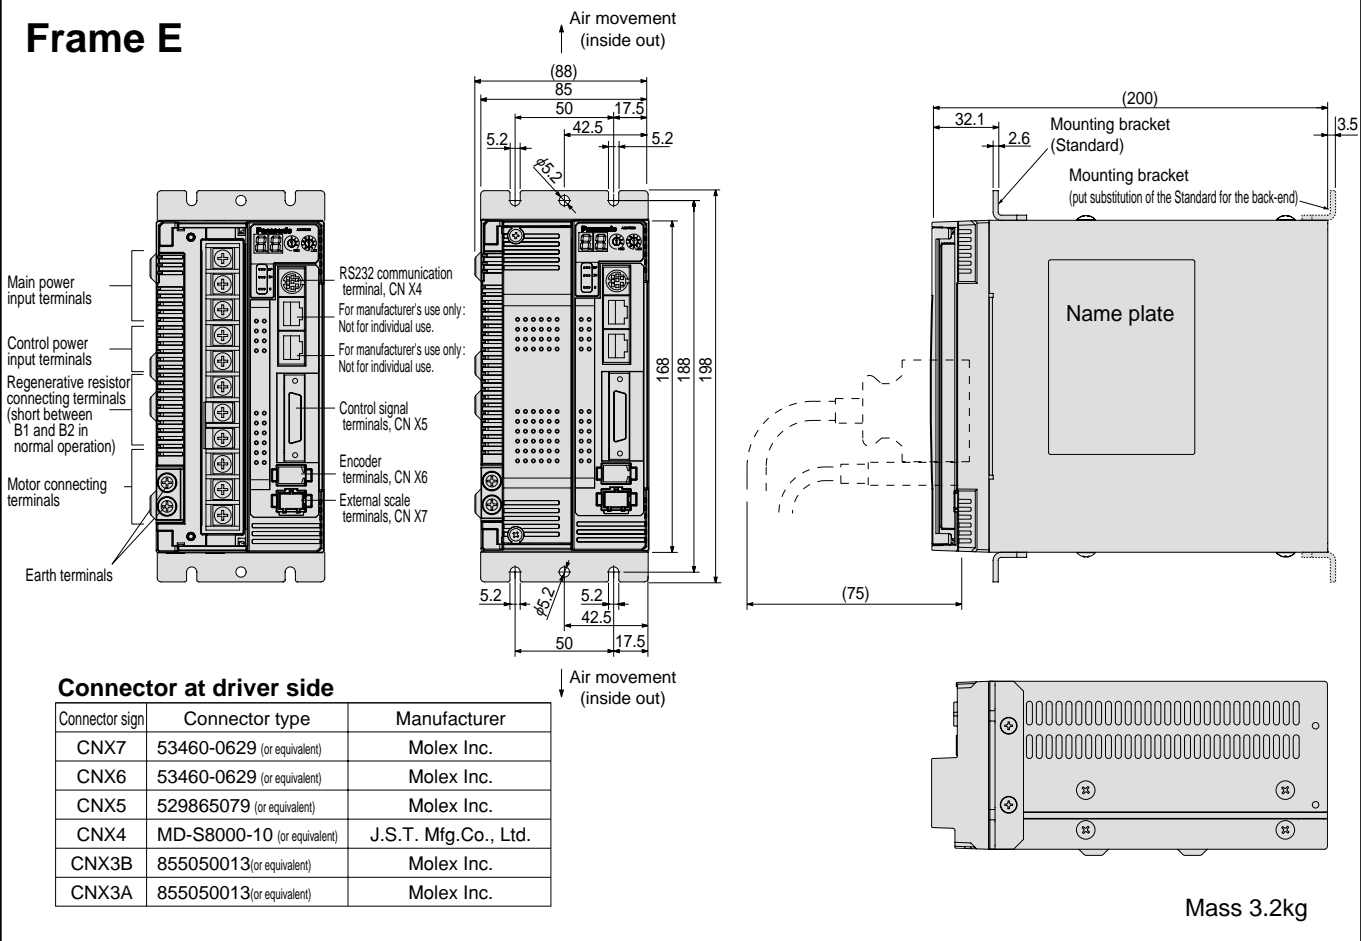 Frame E
Air movement
(inside out)
(88)
85
50
17.5
42.5
5.2
5.2
ϕ5.2
168
188
198
5.2
ϕ5.2
5.2
42.5
50
17.5
Air movement
(inside out)
Panasonic
Panasonic
Main power
input terminals
Control power
input terminals
Regenerative resistor
connecting terminals
(short between
B1 and B2 in
normal operation)
Motor connecting
terminals
Earth terminals
RS232 communication
terminal, CN X4
For manufacturer's use only:
Not for individual use.
For manufacturer's use only:
Not for individual use.
Control signal
terminals, CN X5
Encoder
terminals, CN X6
External scale
terminals, CN X7
(200)
32.1
2.6
3.5
Mounting bracket
(Standard)
Mounting bracket
(put substitution of the Standard for the back-end)
Name plate
(75)
Connector at driver side
Connector sign Connector type Manufacturer
CNX7 53460-0629 (or equivalent) Molex Inc.
CNX6 53460-0629 (or equivalent) Molex Inc.
CNX5 529865079 (or equivalent) Molex Inc.
CNX4 MD-S8000-10 (or equivalent) J.S.T. Mfg.Co., Ltd.
CNX3B 855050013(or equivalent) Molex Inc.
CNX3A 855050013(or equivalent) Molex Inc.
Mass 3.2kg